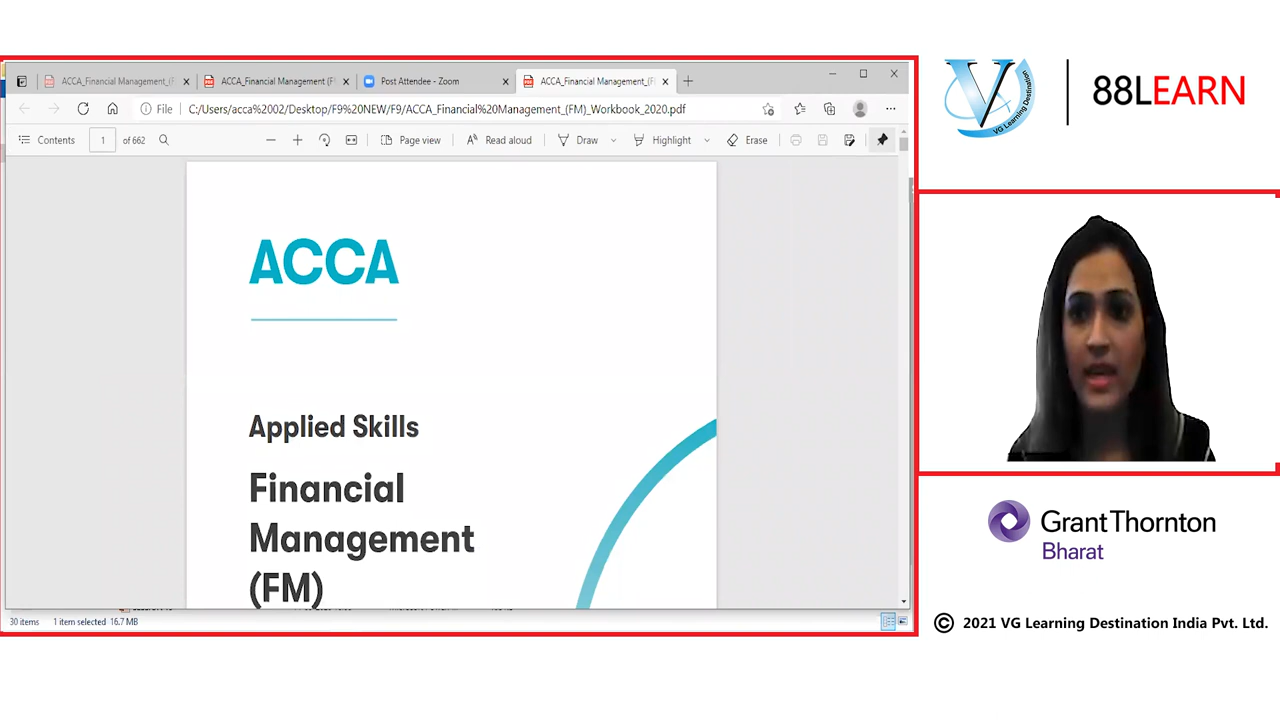 ACCA_Financial Management_(F
ACCA_Financial Management (F
Post Attendee - Zoom
ACCA_Financial Management_(F
File
C:/Users/acca%2002/Desktop/F9%20NEW/F9/ACCA_Financial%20Management_(FM)_Workbook_2020.pdf
Contents
1
of 662
Page view
Read aloud
Draw
Highlight
Erase
ACCA
Applied Skills
Financial
Management
(FM)
30 items
1 item selected 16.7 MB
V
VG Learning Destination
88LEARN
Grant Thornton
Bharat
© 2021 VG Learning Destination India Pvt. Ltd.